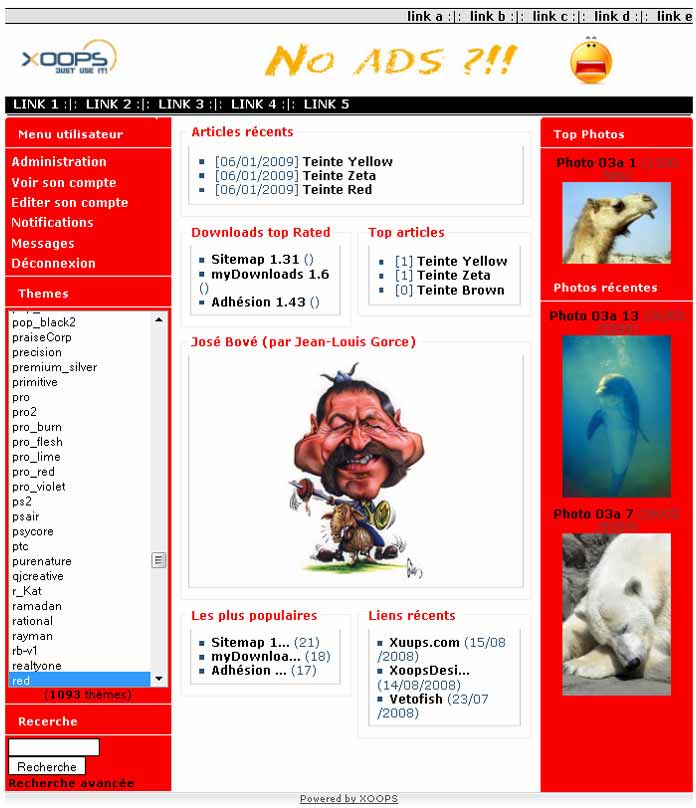 link a :|: link b :|: link c :|: link d :|: link e
XOOPS
JUST USE IT!
No ADS ?!!
LINK 1 :|: LINK 2 :|: LINK 3 :|: LINK 4 :|: LINK 5
Menu utilisateur
Administration
Voir son compte
Editer son compte
Notifications
Messages
Déconnexion
Themes
pop_black2
praiseCorp
precision
premium_silver
primitive
pro
pro2
pro_burn
pro_flesh
pro_lime
pro_red
pro_violet
ps2
psair
psycore
ptc
purenature
qjcreative
r_Kat
ramadan
rational
rayman
rb-v1
realtyone
red
(1093 thèmes)
Recerche
Recherche
Recherche avancée
Articles récents
[06/01/2009] Teinte Yellow
[06/01/2009] Teinte Zeta
[06/01/2009] Teinte Red
Downloads top Rated
Sitemap 1.31 ()
myDownloads 1.6
()
Adhésion 1.43 ()
Top articles
[1] Teinte Yellow
[1] Teinte Zeta
[0] Teinte Brown
José Bové (par Jean-Louis Gorce)
Les plus populaires
Sitemap 1... (21)
myDownloa... (18)
Adhésion ... (17)
Liens récents
Xuups.com (15/08
/2008)
XoopsDesi...
(14/08/2008)
Vetofish (23/07
/2008)
Top Photos
Photo 03a 1
Photos récentes
Photo 03a 13
Photo 03a 7
Powered by XOOPS